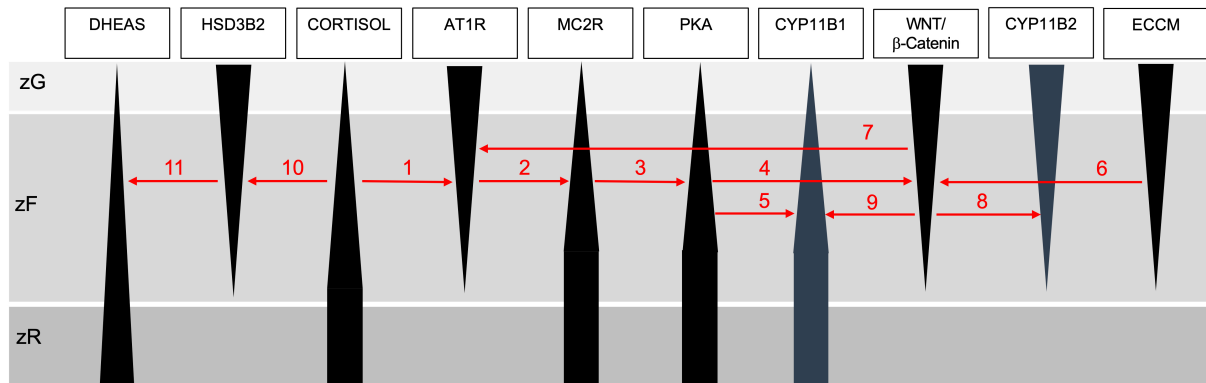 DHEAS HSD3B2 CORTISOL AT1R MC2R PKA CYP11B1 WNT/ CYP11B2 ECCM
β-Catenin
zG
7
11 10 1 2 3 4 6
zF
5 9 8
zR